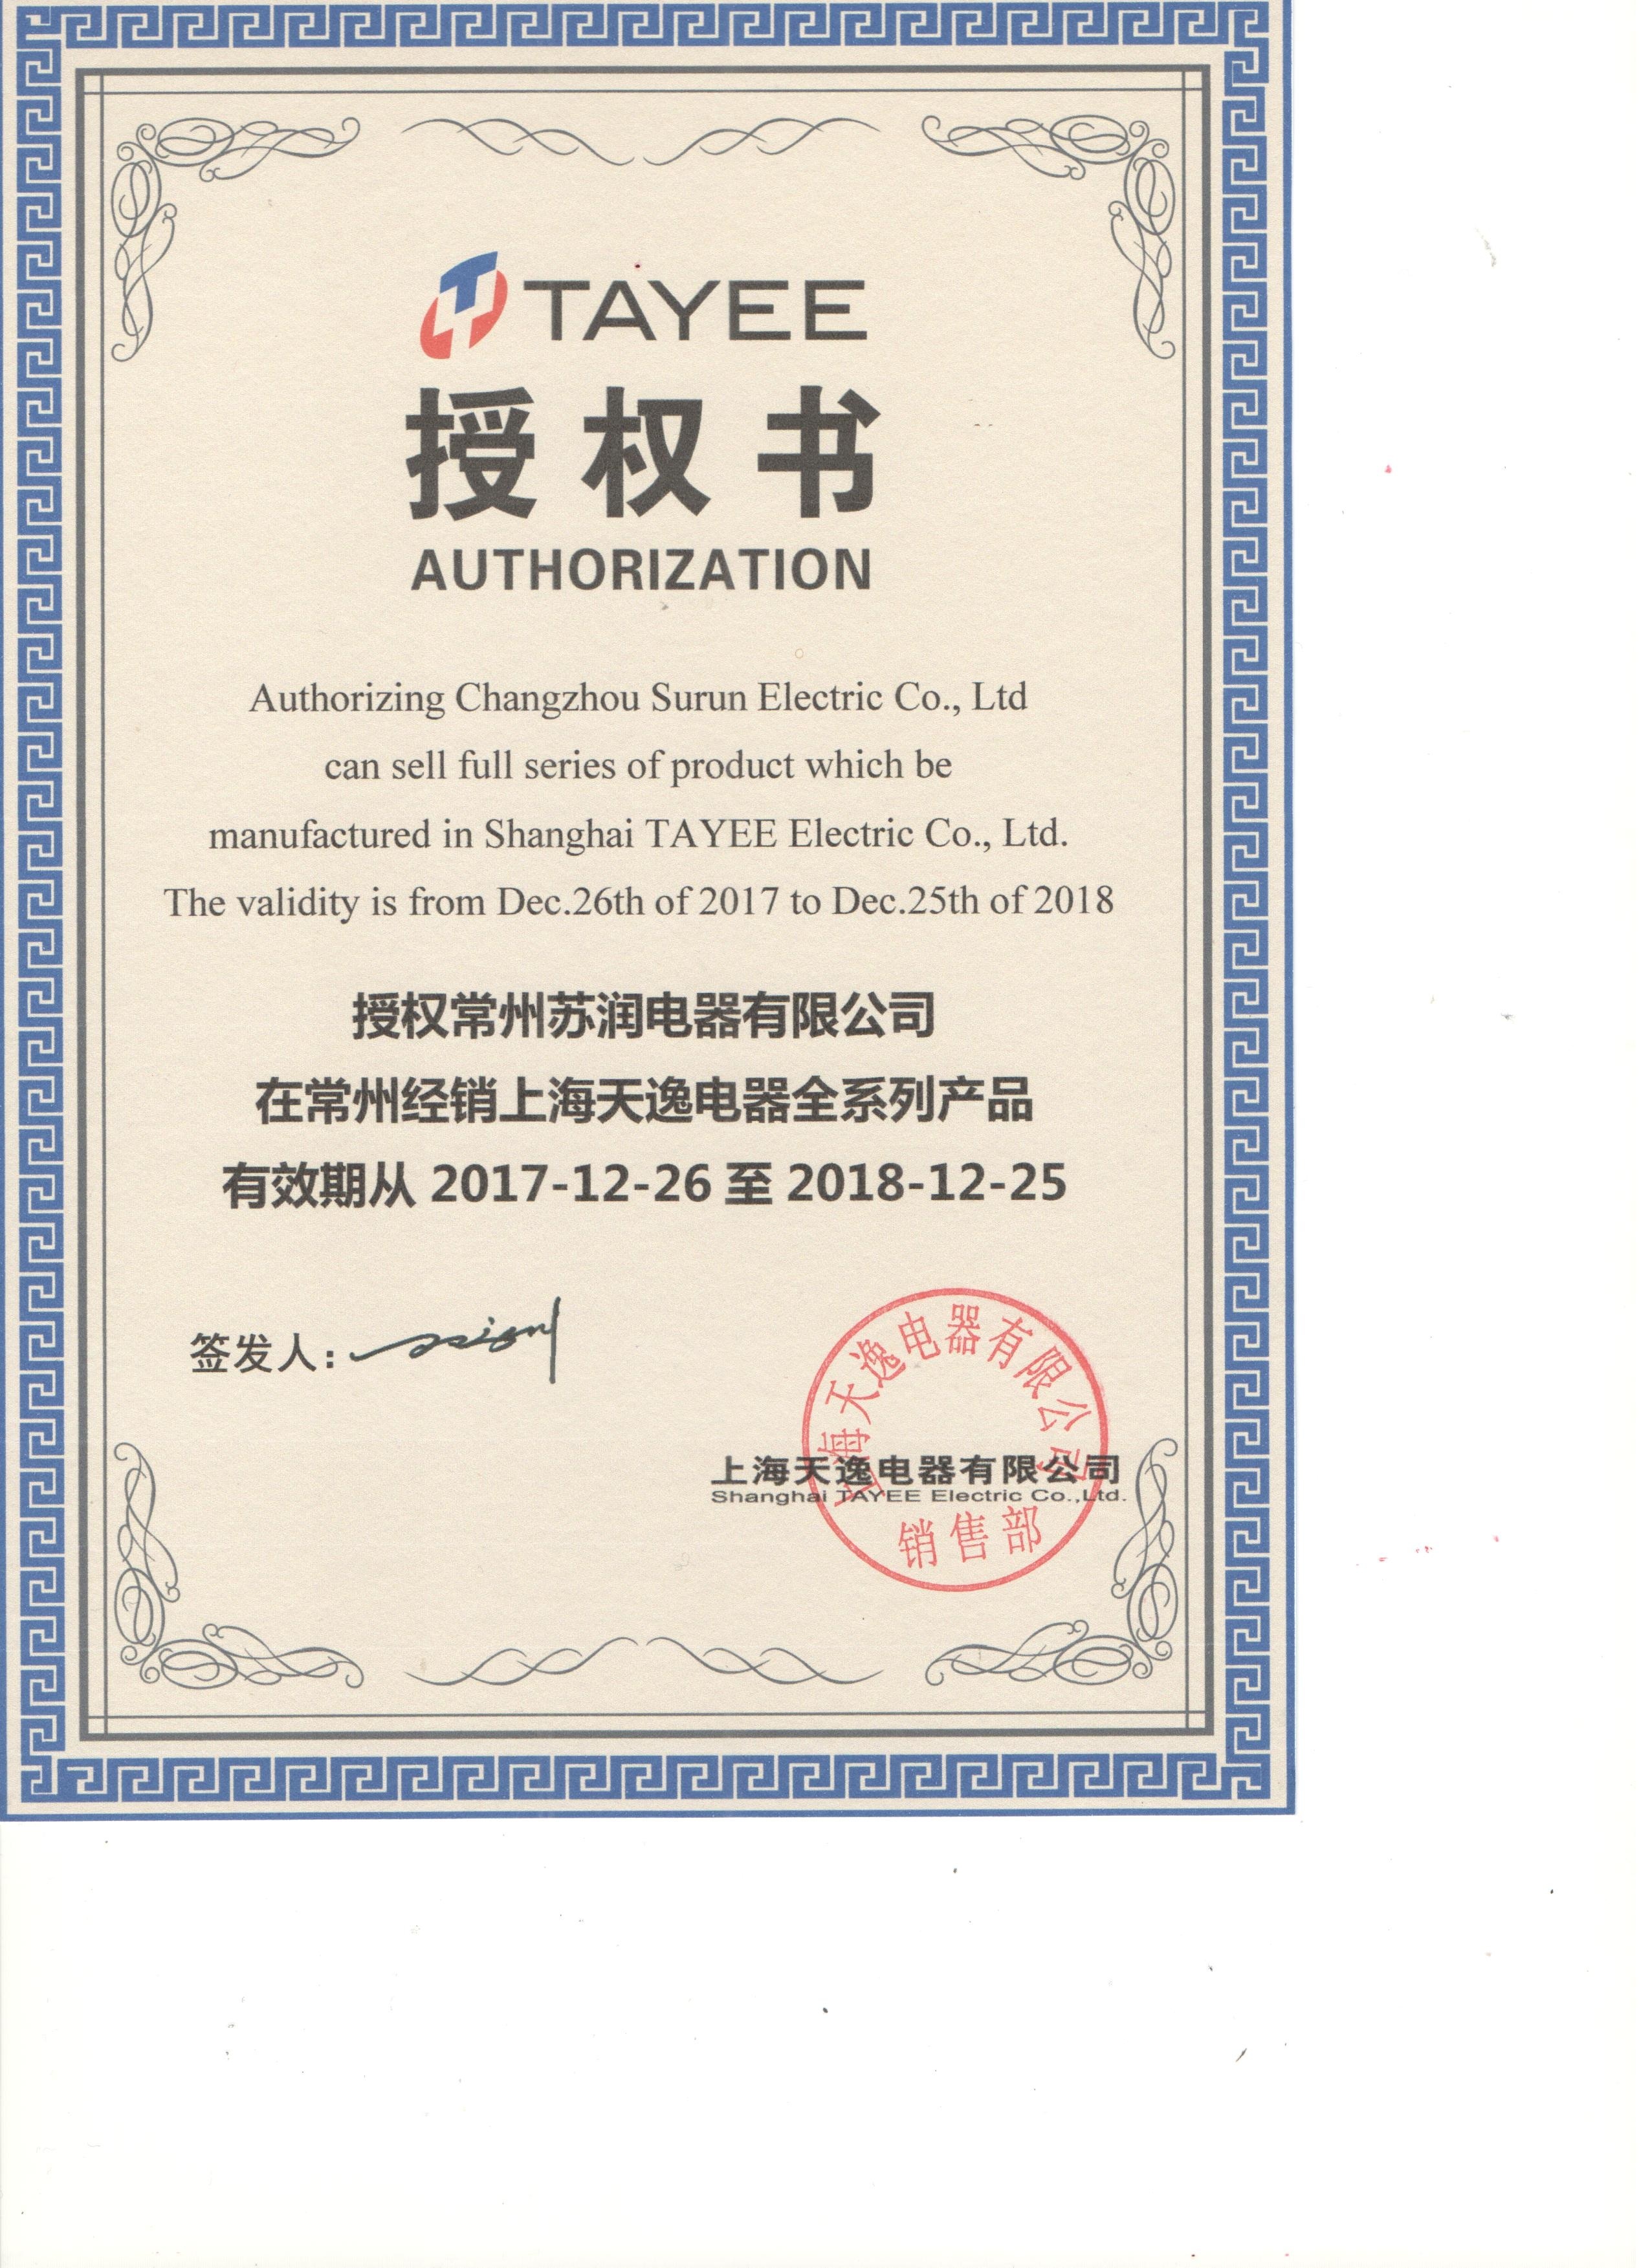 TAYEE
授权书
AUTHORIZATION
Authorizing Changzhou Surun Electric Co., Ltd
can sell full series of product which be
manufactured in Shanghai TAYEE Electric Co., Ltd.
The validity is from Dec.26th of 2017 to Dec.25th of 2018
授权常州苏润电器有限公司
在常州经销上海天逸电器全系列产品
有效期从 2017-12-26 至 2018-12-25
签发人:
上海天逸电器有限公司
上海天逸电器有限公司
Shanghai TAYEE Electric Co.,Ltd.
销售部